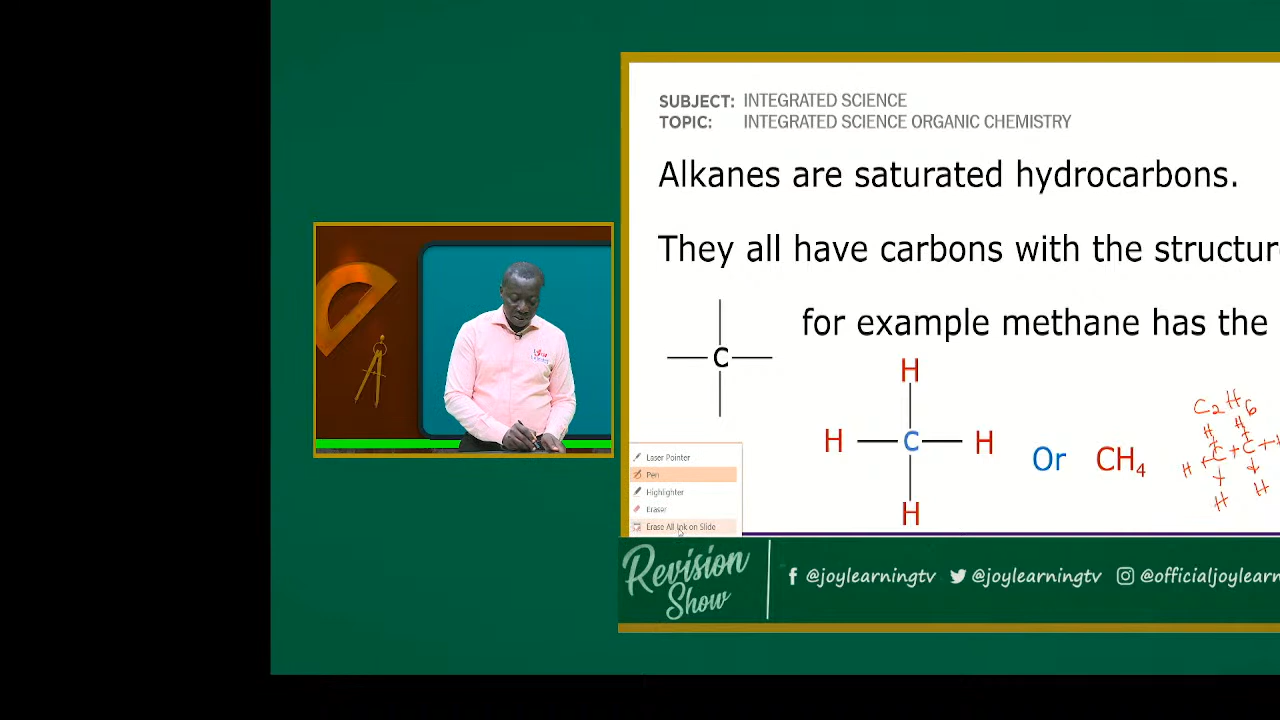 SUBJECT: INTEGRATED SCIENCE
TOPIC: INTEGRATED SCIENCE ORGANIC CHEMISTRY
Alkanes are saturated hydrocarbons.
They all have carbons with the structure
for example methane has the
C
H
H C H
H
Or CH4
C2H6
H H
H C C
H H
Laser Pointer
Pen
Highlighter
Eraser
Erase All Ink on Slide
Revision
Show
@joylearningtv @joylearningtv @officialjoylearn